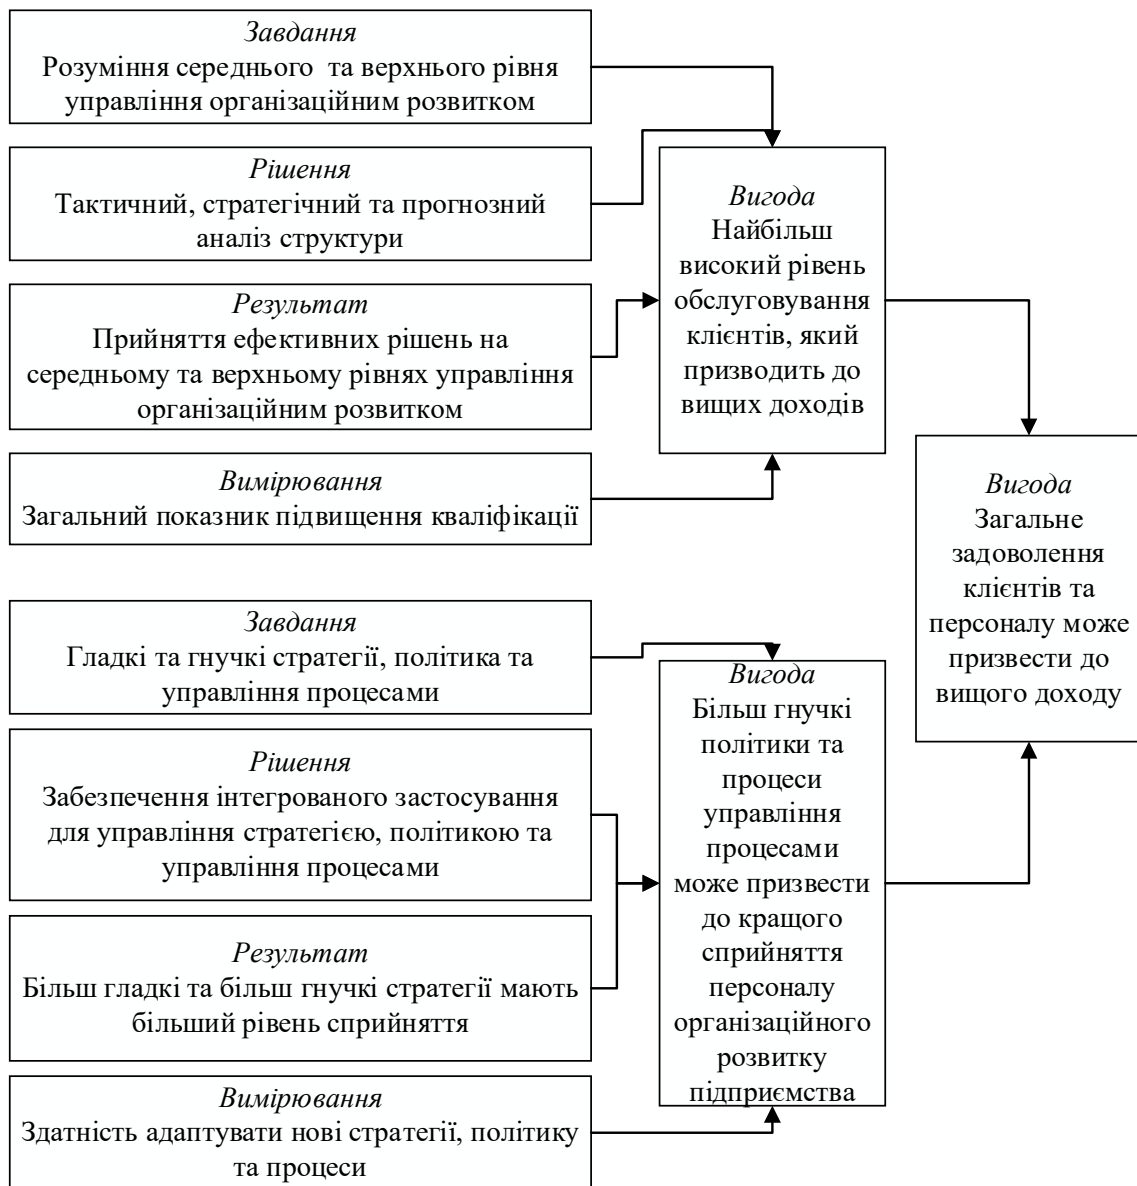 Завдання
Розуміння середнього та верхнього рівня
управління організаційним розвитком
Рішення
Тактичний, стратегічний та прогнозний
аналіз структури
Результат
Прийняття ефективних рішень на
середньому та верхньому рівнях управління
організаційним розвитком
Вимірювання
Загальний показник підвищення кваліфікації
Вигода
Найбільш
високий рівень
обслуговування
клієнтів, який
призводить до
вищих доходів
Завдання
Гладкі та гнучкі стратегії, політика та
управління процесами
Рішення
Забезпечення інтегрованого застосування
для управління стратегією, політикою та
управління процесами
Результат
Більш гладкі та більш гнучкі стратегії мають
більший рівень сприйняття
Вимірювання
Здатність адаптувати нові стратегії, політику
та процеси
Вигода
Більш гнучкі
політики та
процеси
управління
процесами
може призвести
до кращого
сприйняття
персоналу
організаційного
розвитку
підприємства
Вигода
Загальне
задоволення
клієнтів та
персоналу може
призвести до
вищого доходу